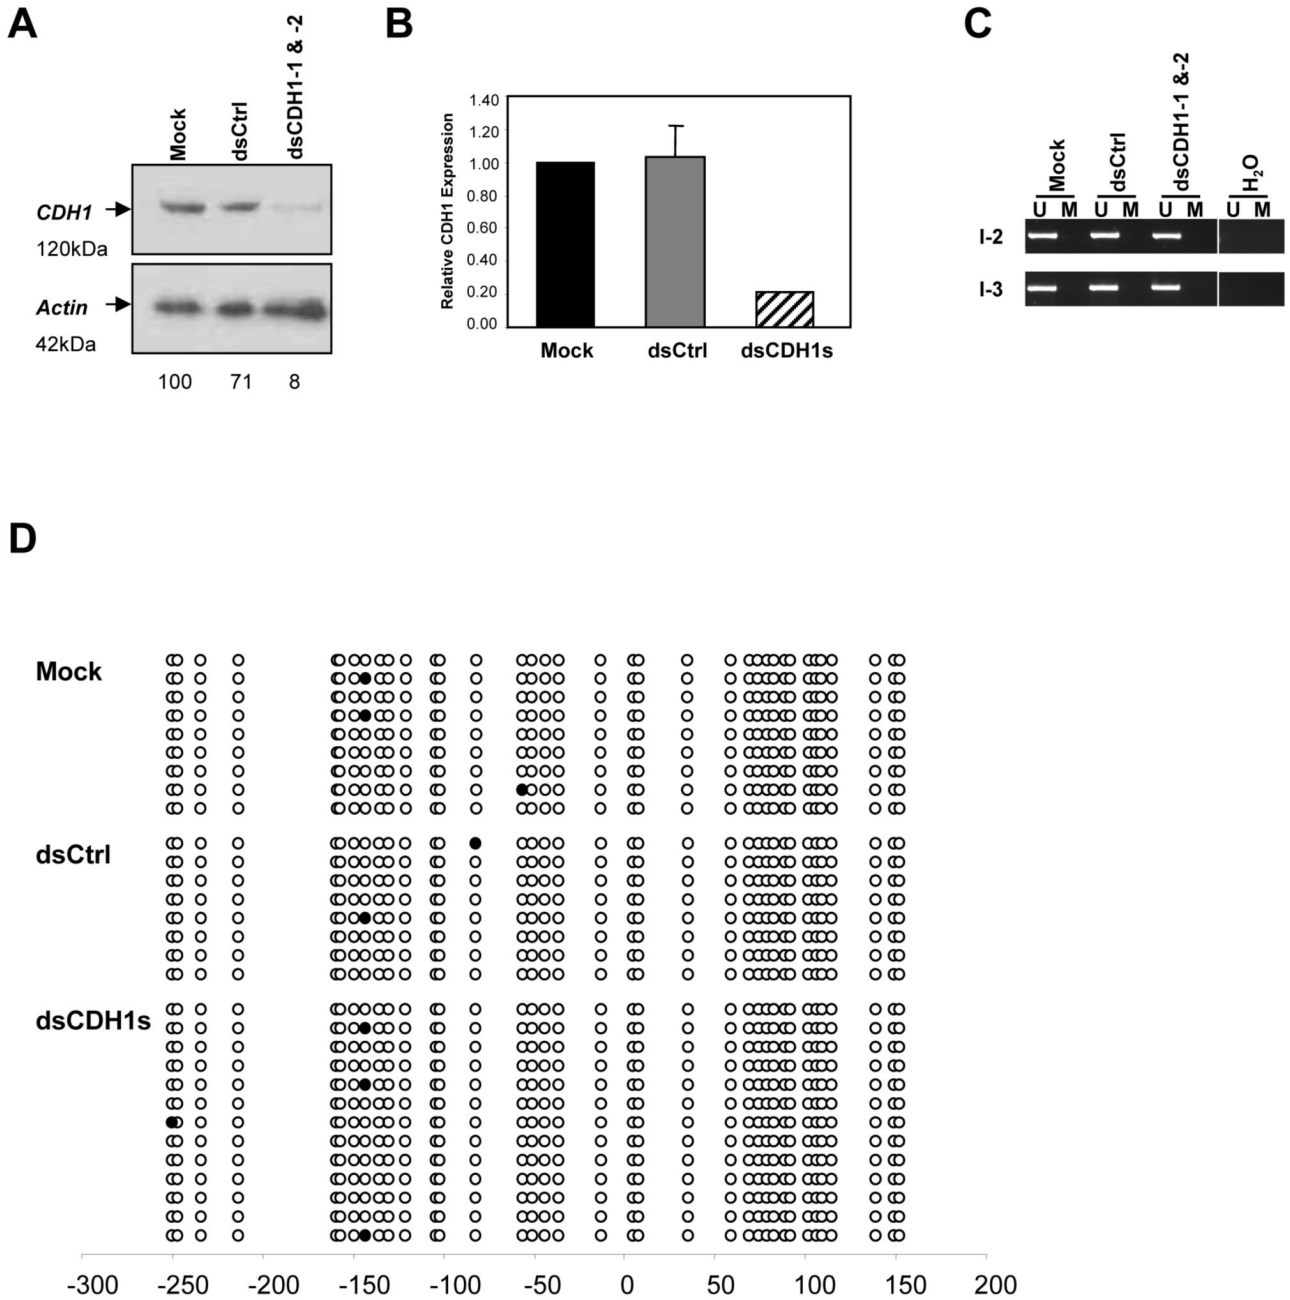 A
Mock
dsCtrl
dsCDH1-1 & -2
CDH1
120kDa
Actin
42kDa
100 71 8
B
Relative CDH1 Expression
1.40
1.20
1.00
0.80
0.60
0.40
0.20
0.00
Mock dsCtrl dsCDH1s
C
Mock
dsCtrl
dsCDH1-1 &-2
H₂O
U M U M U M U M
I-2
I-3
D
Mock
dsCtrl
dsCDH1s
-300 -250 -200 -150 -100 -50 0 50 100 150 200